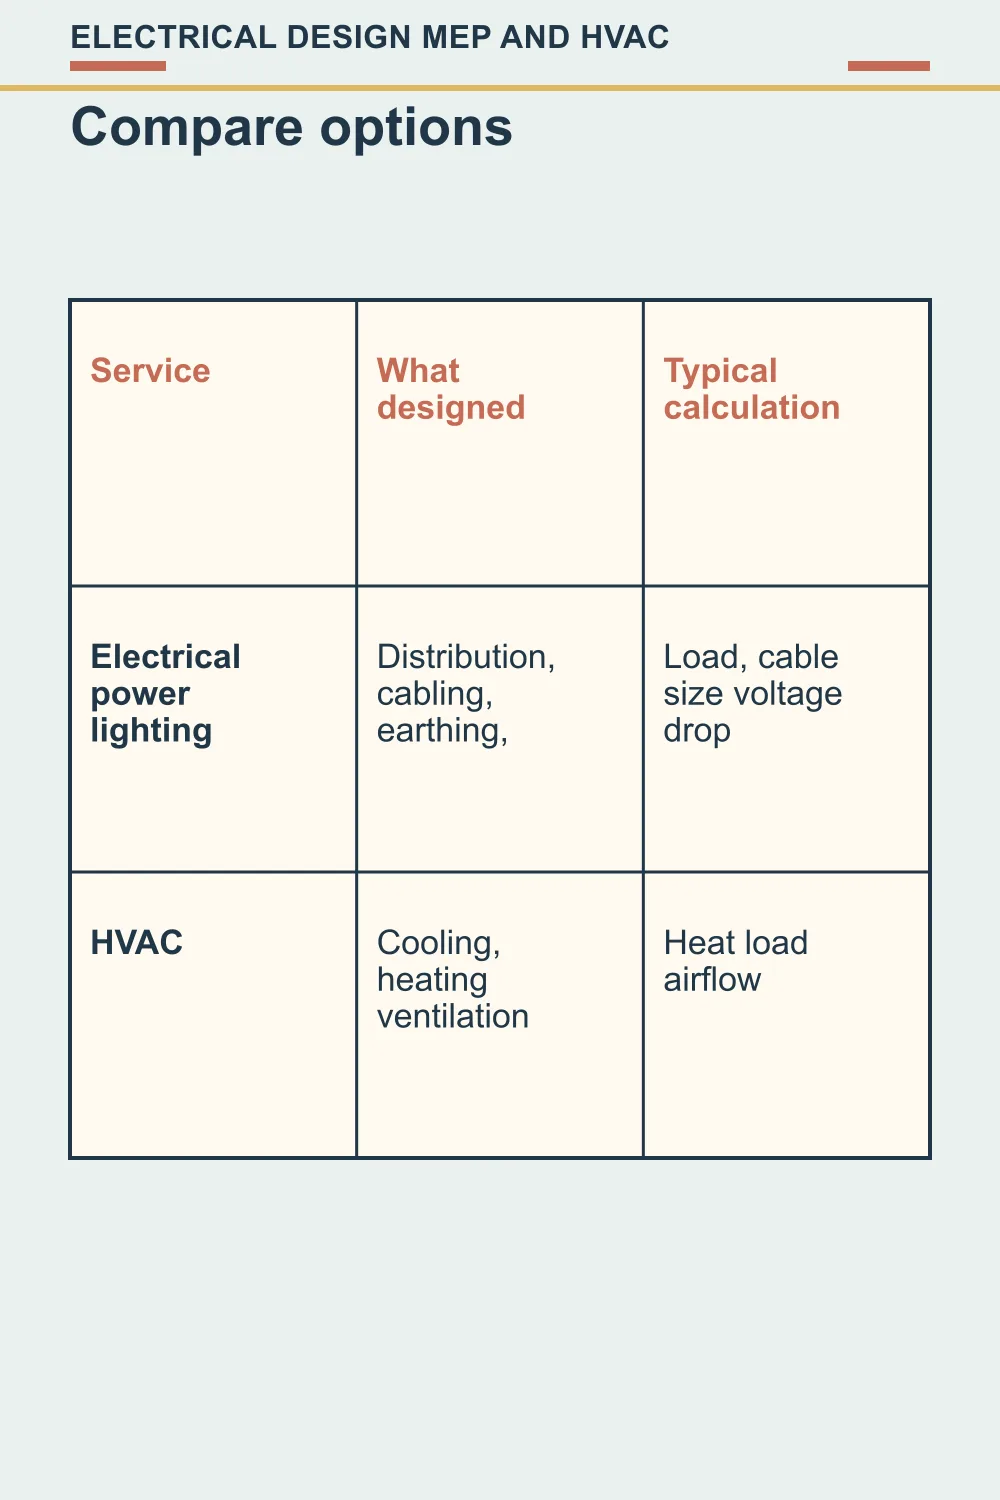 ELECTRICAL DESIGN MEP AND HVAC
Compare options
Service
What
designed
Typical
calculation
Electrical
power
lighting
Distribution,
cabling,
earthing,
Load, cable
size voltage
drop
HVAC
Cooling,
heating
ventilation
Heat load
airflow